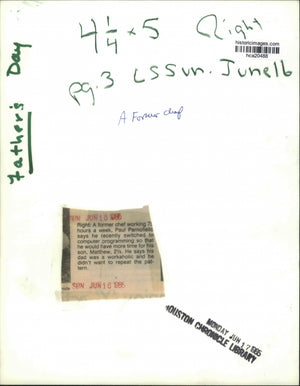 4 1/4 x 5 Right
historicimages.com
hca20488
pg. 3 LSSun. June 16
A Former chef
Father's Day
SUN JUN 16 1985
Right: A former chef working 75
hours a week, Paul
says he recently switched to
computer programming so that
he would have more time for his
son, Matthew, 2½. He says his
dad was a workaholic and he
didn't want to repeat the pat-
tern.
SUN JUN 16 1985
MONDAY JUN 17 1985
HOUSTON CHRONICLE LIBRARY